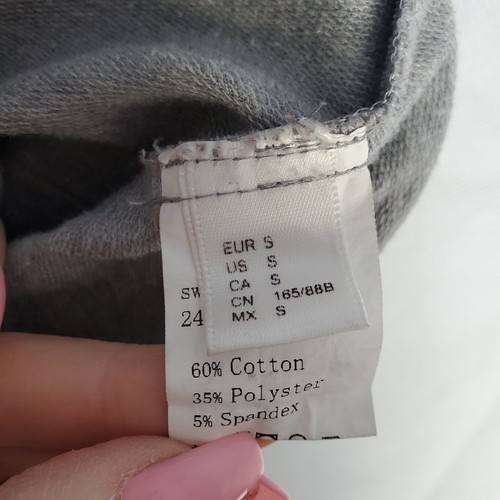 EUR S
US S
CA S
CN 165/88B
MX S
SW
24
60% Cotton
35% Polyster
5% Spandex